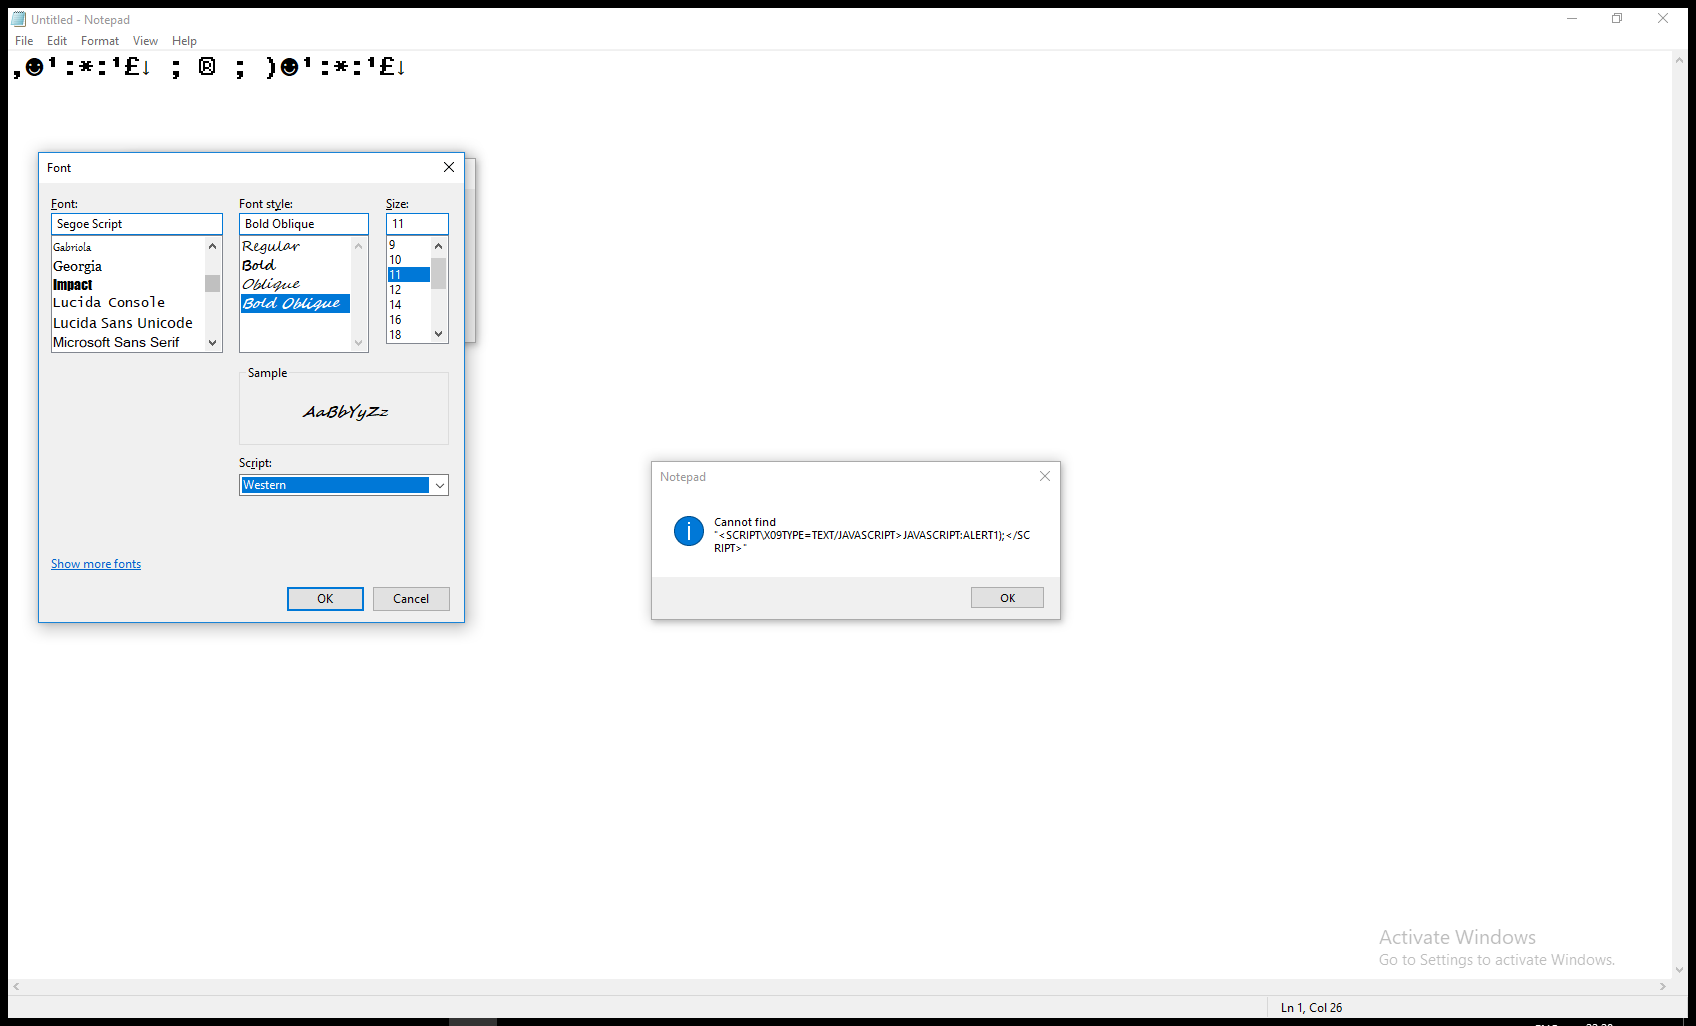 Untitled - Notepad
File Edit Format View Help
,☻¹:*:¹£↓ ; ® ; )☻¹:*:¹£↓
Font
Font: Font style: Size:
Segoe Script Bold Oblique 11
Gabriola
Georgia
Impact
Lucida Console
Lucida Sans Unicode
Microsoft Sans Serif
Regular
Bold
Oblique
Bold Oblique
9
10
11
12
14
16
18
Sample
AaBbYyZz
Script:
Western
Show more fonts
OK Cancel
Notepad
Cannot find
"<SCRIPT\X09TYPE=TEXT/JAVASCRIPT>JAVASCRIPT:ALERT1);</SC
RIPT>"
OK
Activate Windows
Go to Settings to activate Windows.
Ln 1, Col 26